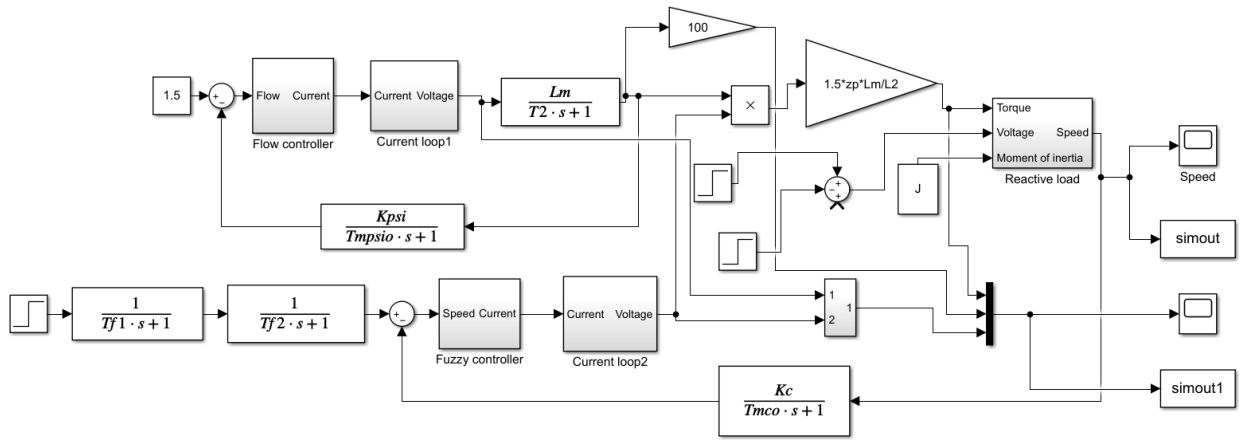 100
1.5
Flow Current
Flow controller
Current Voltage
Current loop1
Lm
T2 · s + 1
×
1.5*zp*Lm/L2
Torque
Voltage Speed
Moment of inertia
Reactive load
J
Speed
simout
Kpsi
Tmpsio · s + 1
1
Tf1 · s + 1
1
Tf2 · s + 1
Speed Current
Fuzzy controller
Current Voltage
Current loop2
1
2
1
Kc
Tmco · s + 1
simout1